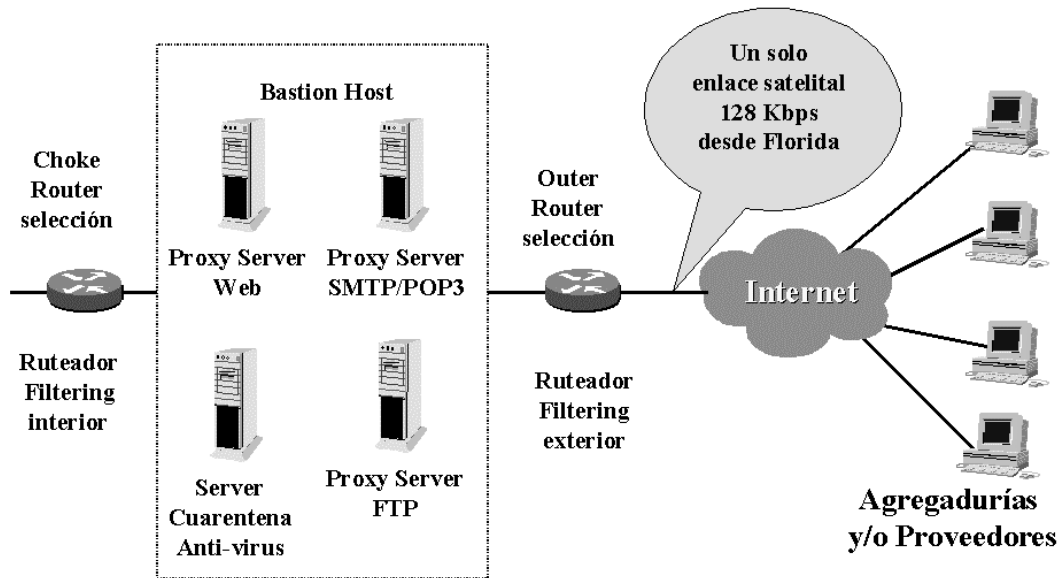 Un solo
enlace satelital
128 Kbps
desde Florida
Bastion Host
Choke
Router
selección
Proxy Server
Web
Proxy Server
SMTP/POP3
Outer
Router
selección
Internet
Ruteador
Filtering
interior
Server
Cuarentena
Anti-virus
Proxy Server
FTP
Ruteador
Filtering
exterior
Agregadurías
y/o Proveedores